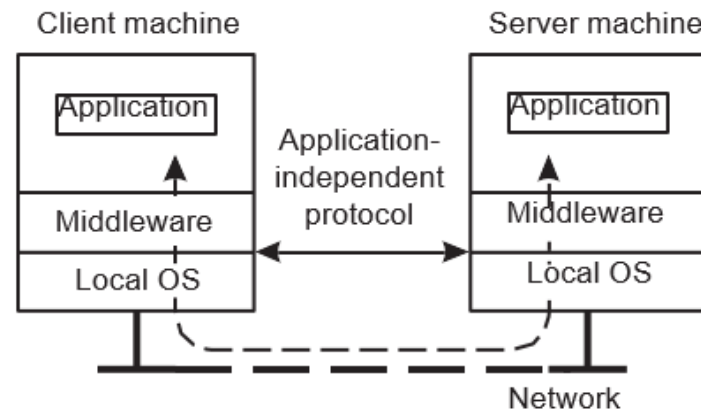 Client machine
Server machine
Application
Application
Application-
independent
protocol
Middleware
Middleware
Local OS
Local OS
Network